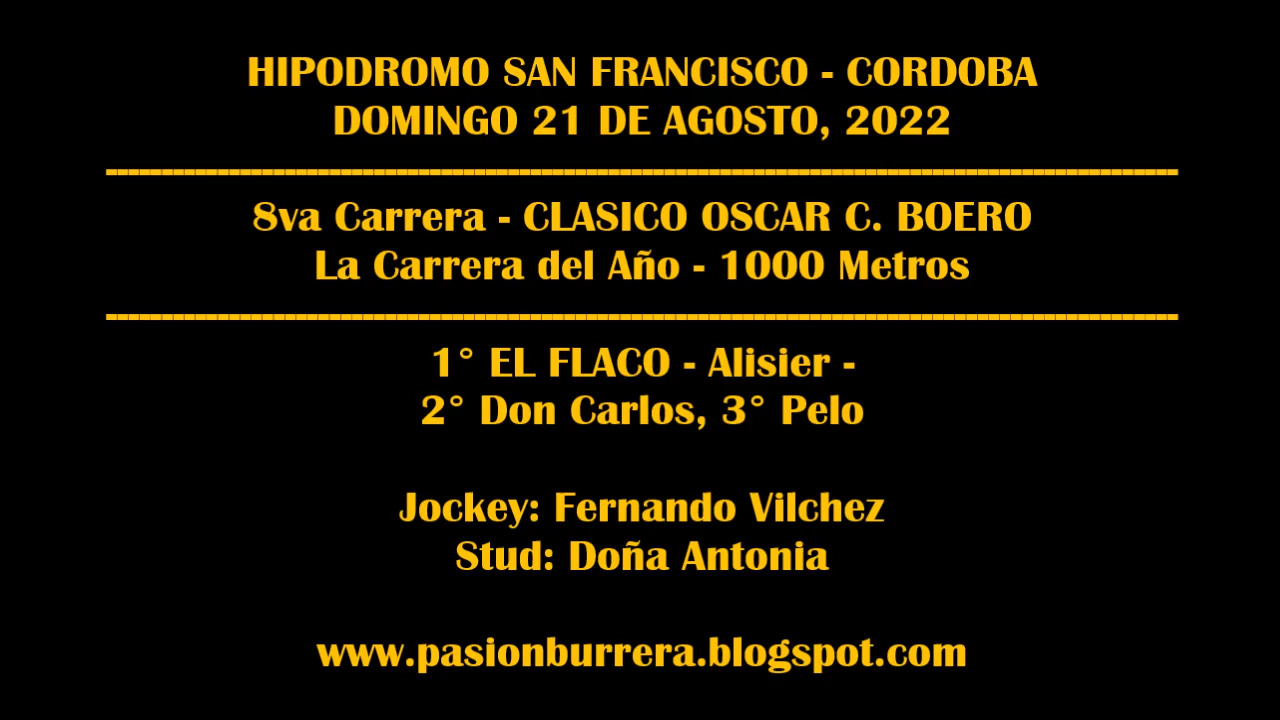 HIPODROMO SAN FRANCISCO - CORDOBA
DOMINGO 21 DE AGOSTO, 2022
8va Carrera - CLASICO OSCAR C. BOERO
La Carrera del Año - 1000 Metros
1° EL FLACO - Alisier -
2° Don Carlos, 3° Pelo
Jockey: Fernando Vilchez
Stud: Doña Antonia
www.pasionburrera.blogspot.com